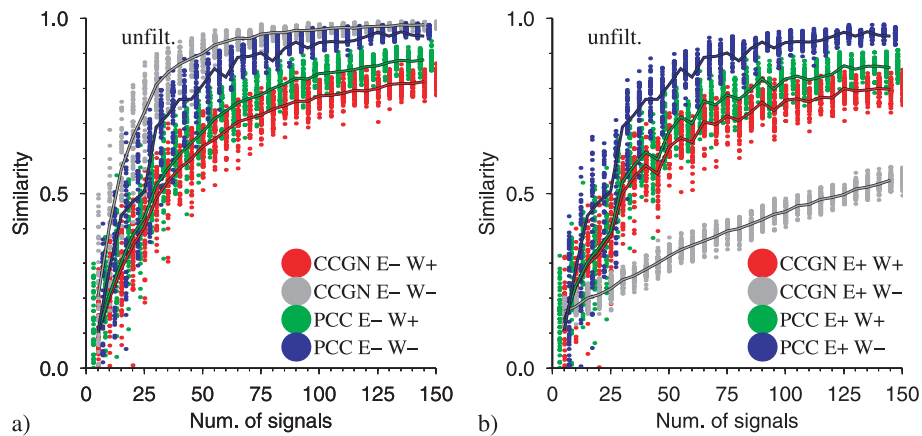 1.0
unfilt.
Similarity
0.5
CCGN E− W+
CCGN E− W−
PCC E− W+
PCC E− W−
0.0
0 25 50 75 100 125 150
Num. of signals
a)
1.0
unfilt.
Similarity
0.5
CCGN E+ W+
CCGN E+ W−
PCC E+ W+
PCC E+ W−
0.0
0 25 50 75 100 125 150
Num. of signals
b)